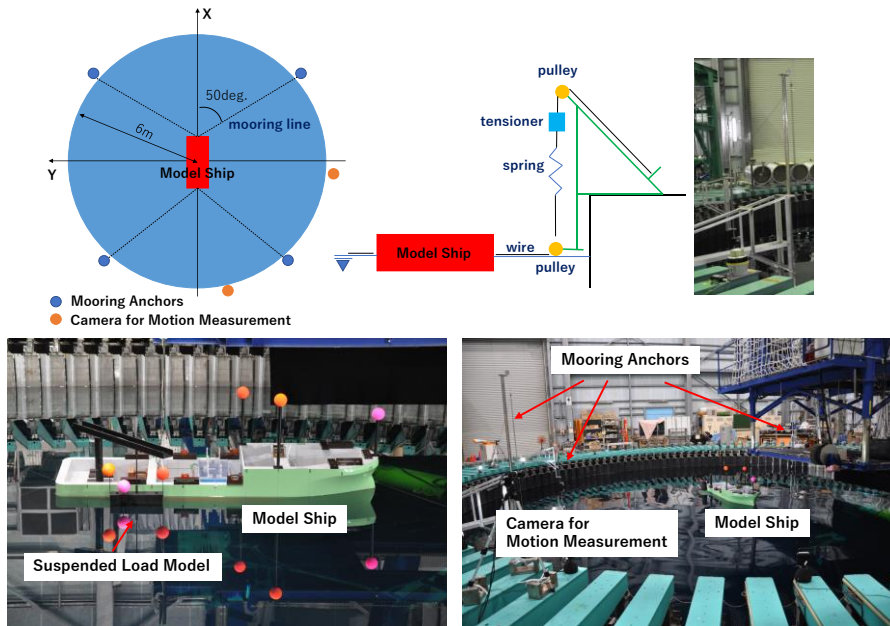 X
50deg.
mooring line
6m
Y
Model Ship
Mooring Anchors
Camera for Motion Measurement
pulley
tensioner
spring
Model Ship
wire
pulley
Model Ship
Suspended Load Model
Mooring Anchors
Camera for
Motion Measurement
Model Ship